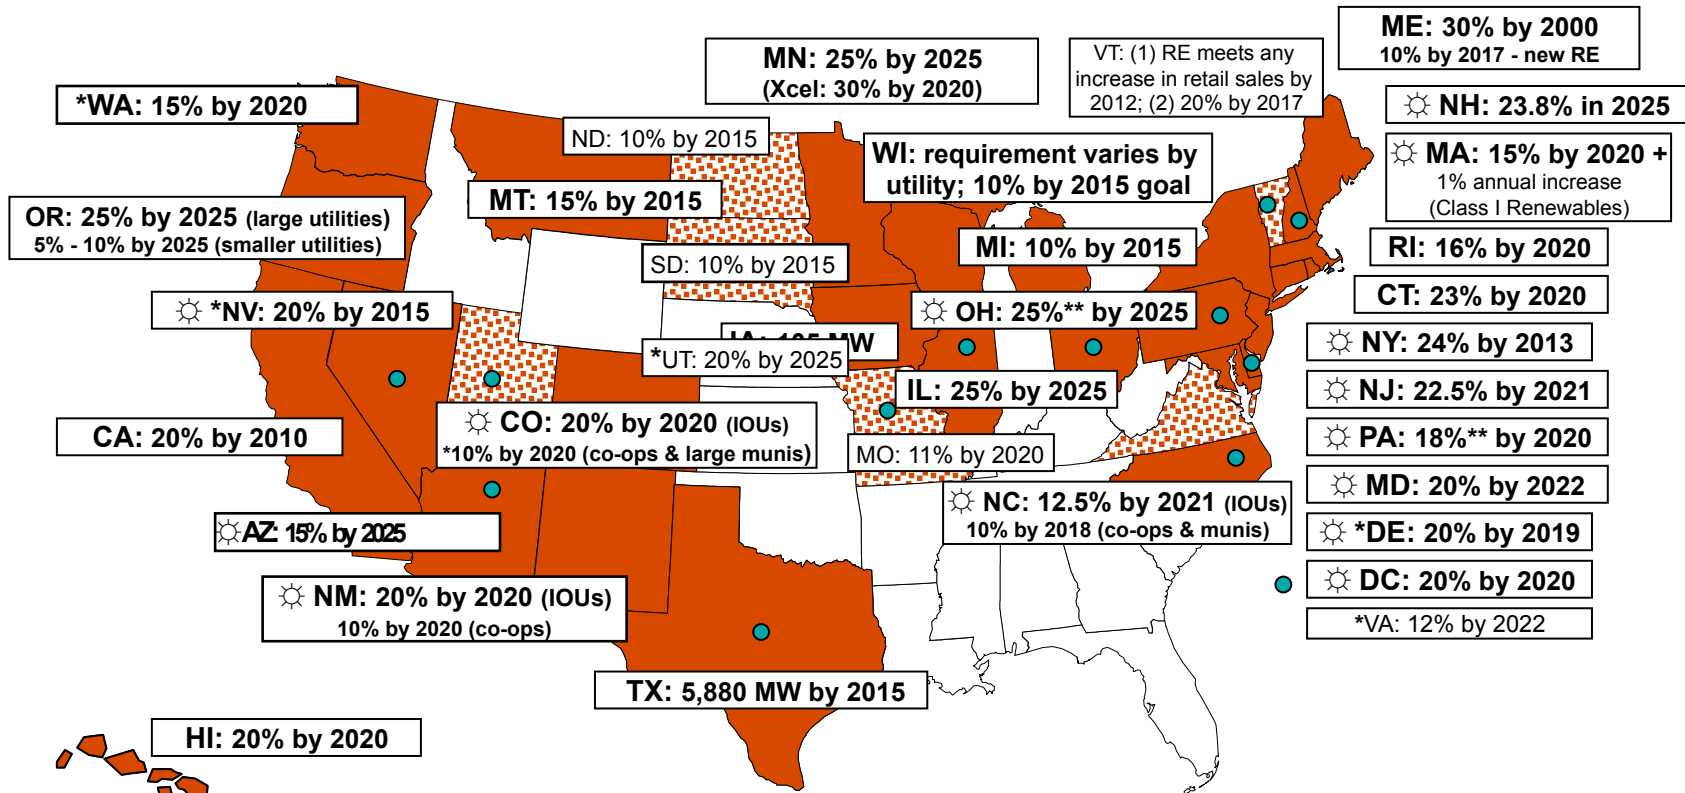 ME: 30% by 2000
10% by 2017 - new RE
MN: 25% by 2025
(Xcel: 30% by 2020)
VT: (1) RE meets any
increase in retail sales by
2012; (2) 20% by 2017
*WA: 15% by 2020
☼ NH: 23.8% in 2025
ND: 10% by 2015
WI: requirement varies by
utility; 10% by 2015 goal
☼ MA: 15% by 2020 +
1% annual increase
(Class I Renewables)
MT: 15% by 2015
OR: 25% by 2025 (large utilities)
5% - 10% by 2025 (smaller utilities)
MI: 10% by 2015
RI: 16% by 2020
SD: 10% by 2015
CT: 23% by 2020
☼ *NV: 20% by 2015
☼ OH: 25%** by 2025
☼ NY: 24% by 2013
IA: 105 MW
*UT: 20% by 2025
IL: 25% by 2025
☼ NJ: 22.5% by 2021
CA: 20% by 2010
☼ CO: 20% by 2020 (IOUs)
*10% by 2020 (co-ops & large munis)
☼ PA: 18%** by 2020
MO: 11% by 2020
☼ MD: 20% by 2022
☼ NC: 12.5% by 2021 (IOUs)
10% by 2018 (co-ops & munis)
☼ AZ: 15% by 2025
☼ *DE: 20% by 2019
☼ DC: 20% by 2020
☼ NM: 20% by 2020 (IOUs)
10% by 2020 (co-ops)
*VA: 12% by 2022
TX: 5,880 MW by 2015
HI: 20% by 2020